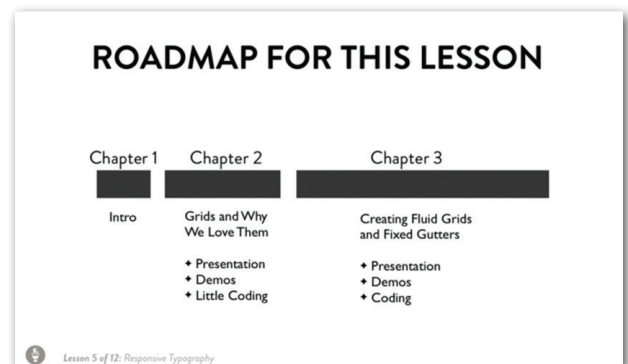 ROADMAP FOR THIS LESSON
Chapter 1
Chapter 2
Chapter 3
Intro
Grids and Why
We Love Them
+ Presentation
+ Demos
+ Little Coding
Creating Fluid Grids
and Fixed Gutters
+ Presentation
+ Demos
+ Coding
Lesson 5 of 12: Responsive Typography